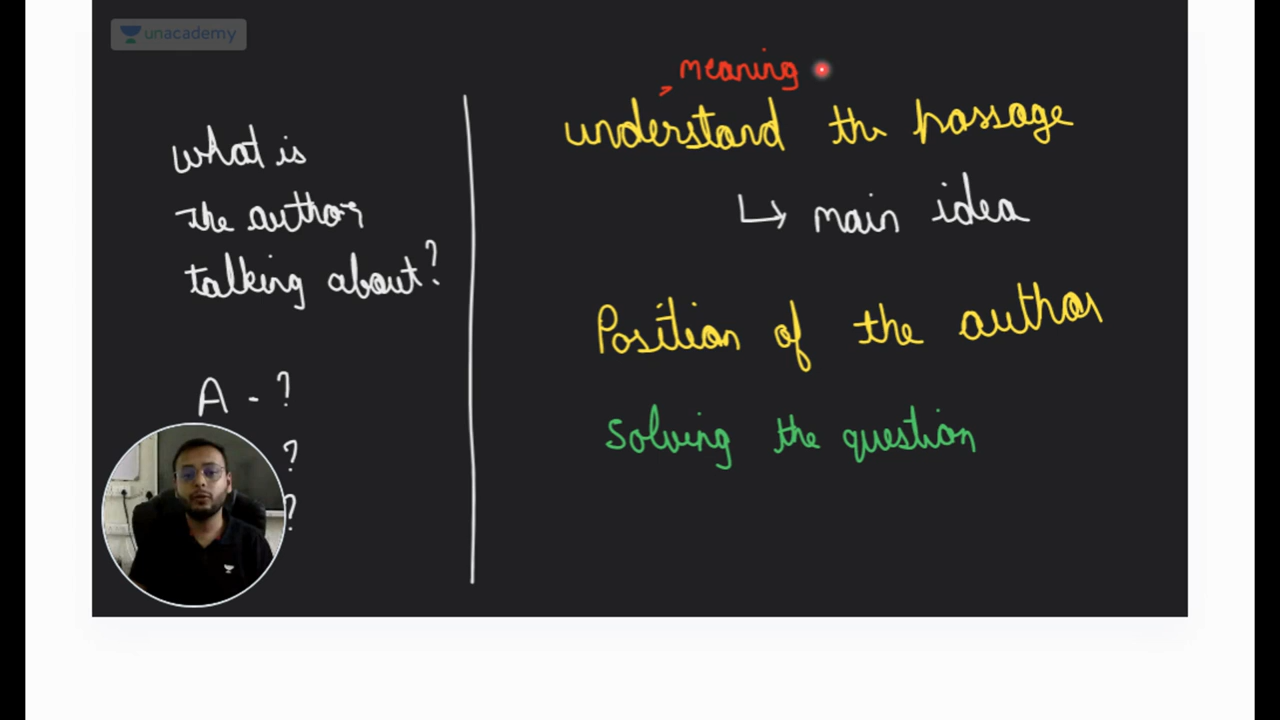 unacademy
what is
the author
talking about?
A - ?
?
?
meaning
understand the passage
main idea
Position of the author
solving the question